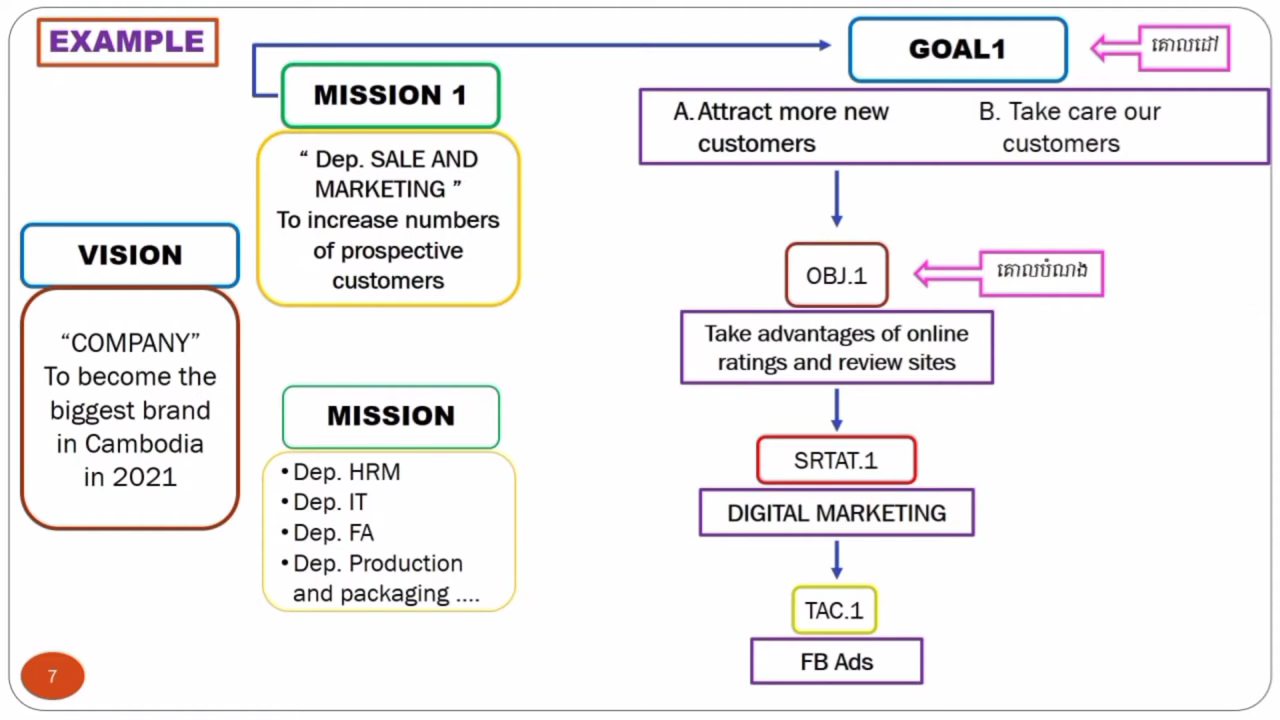 EXAMPLE
MISSION 1
“ Dep. SALE AND
MARKETING ”
To increase numbers
of prospective
customers
VISION
“COMPANY”
To become the
biggest brand
in Cambodia
in 2021
MISSION
•Dep. HRM
•Dep. IT
•Dep. FA
•Dep. Production
and packaging ....
GOAL1
គោលដៅ
A. Attract more new
customers
B. Take care our
customers
OBJ.1
គោលបំណង
Take advantages of online
ratings and review sites
SRTAT.1
DIGITAL MARKETING
TAC.1
FB Ads
7